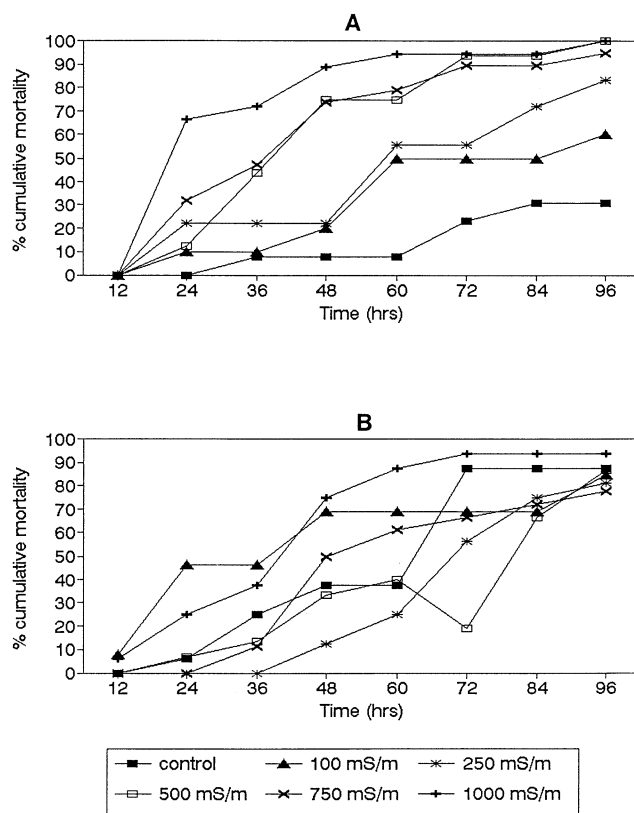 A
% cumulative mortality
100
90
80
70
60
50
40
30
20
10
0
12 24 36 48 60 72 84 96
Time (hrs)
B
% cumulative mortality
100
90
80
70
60
50
40
30
20
10
0
12 24 36 48 60 72 84 96
Time (hrs)
control 100 mS/m 250 mS/m
500 mS/m 750 mS/m 1000 mS/m